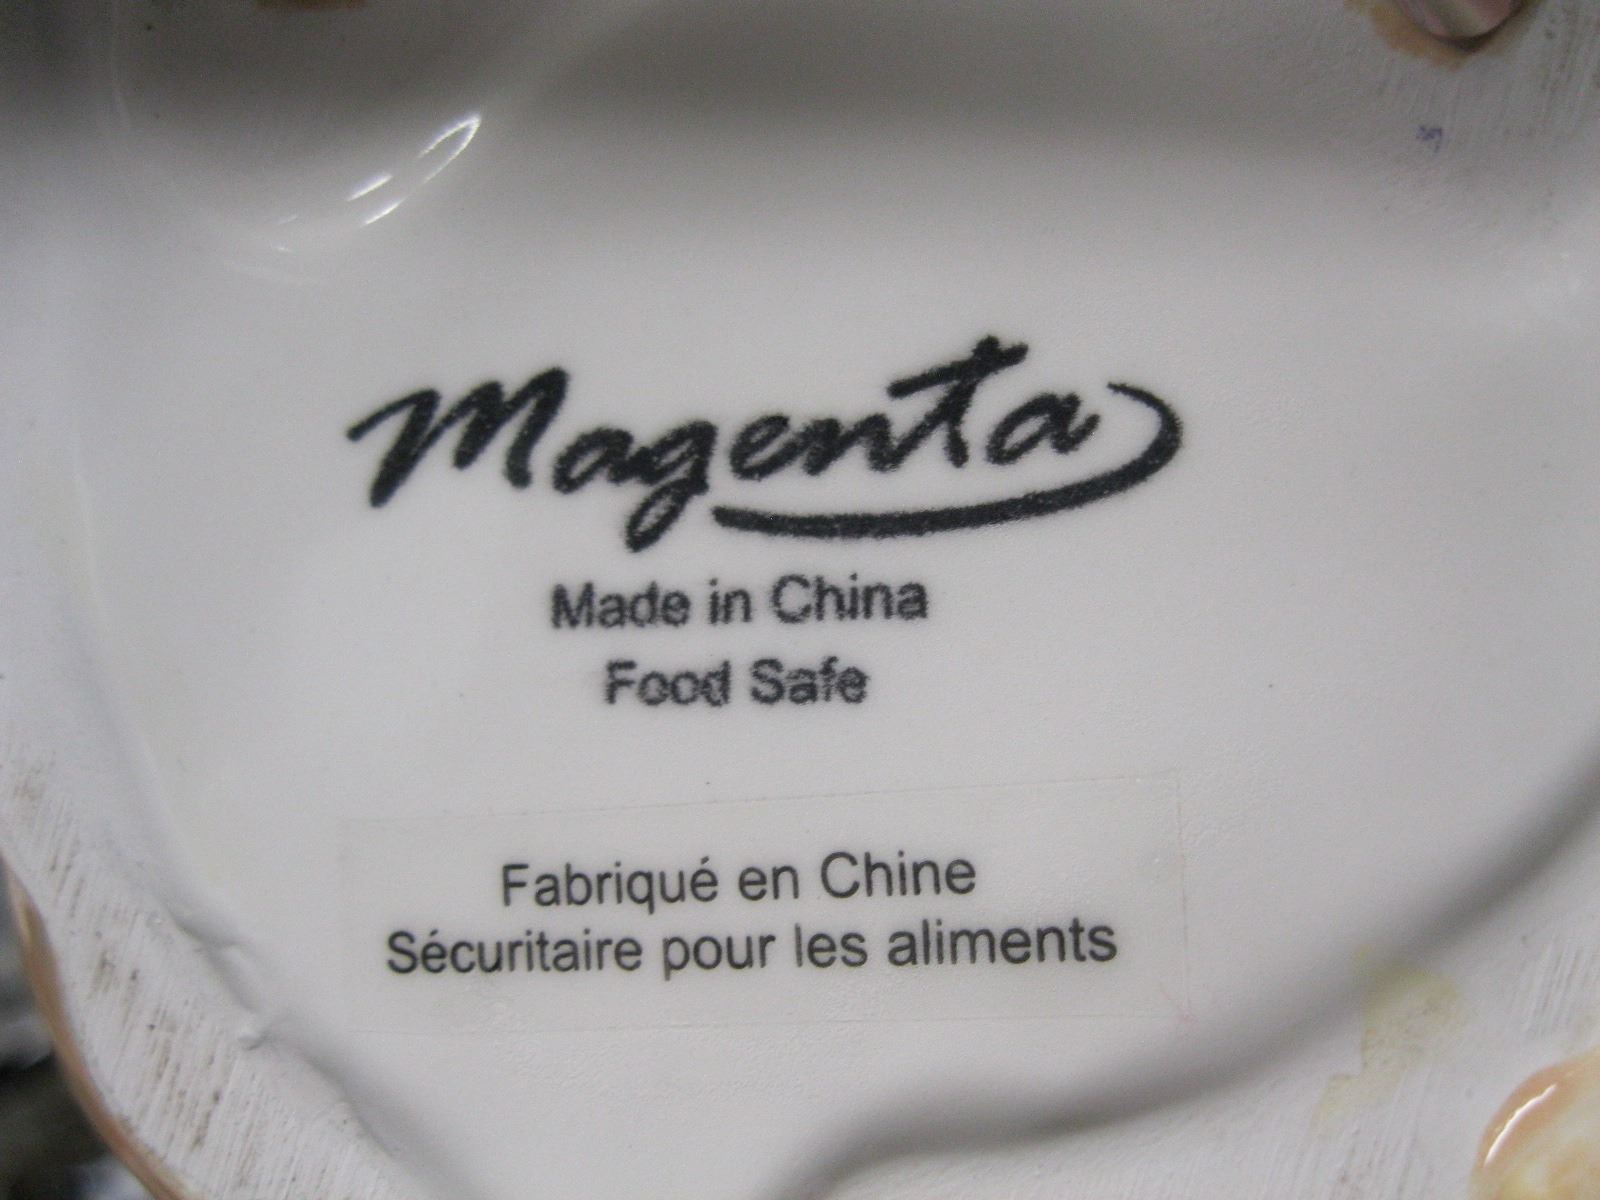 Magenta
Made in China
Food Safe
Fabriqué en Chine
Sécuritaire pour les aliments